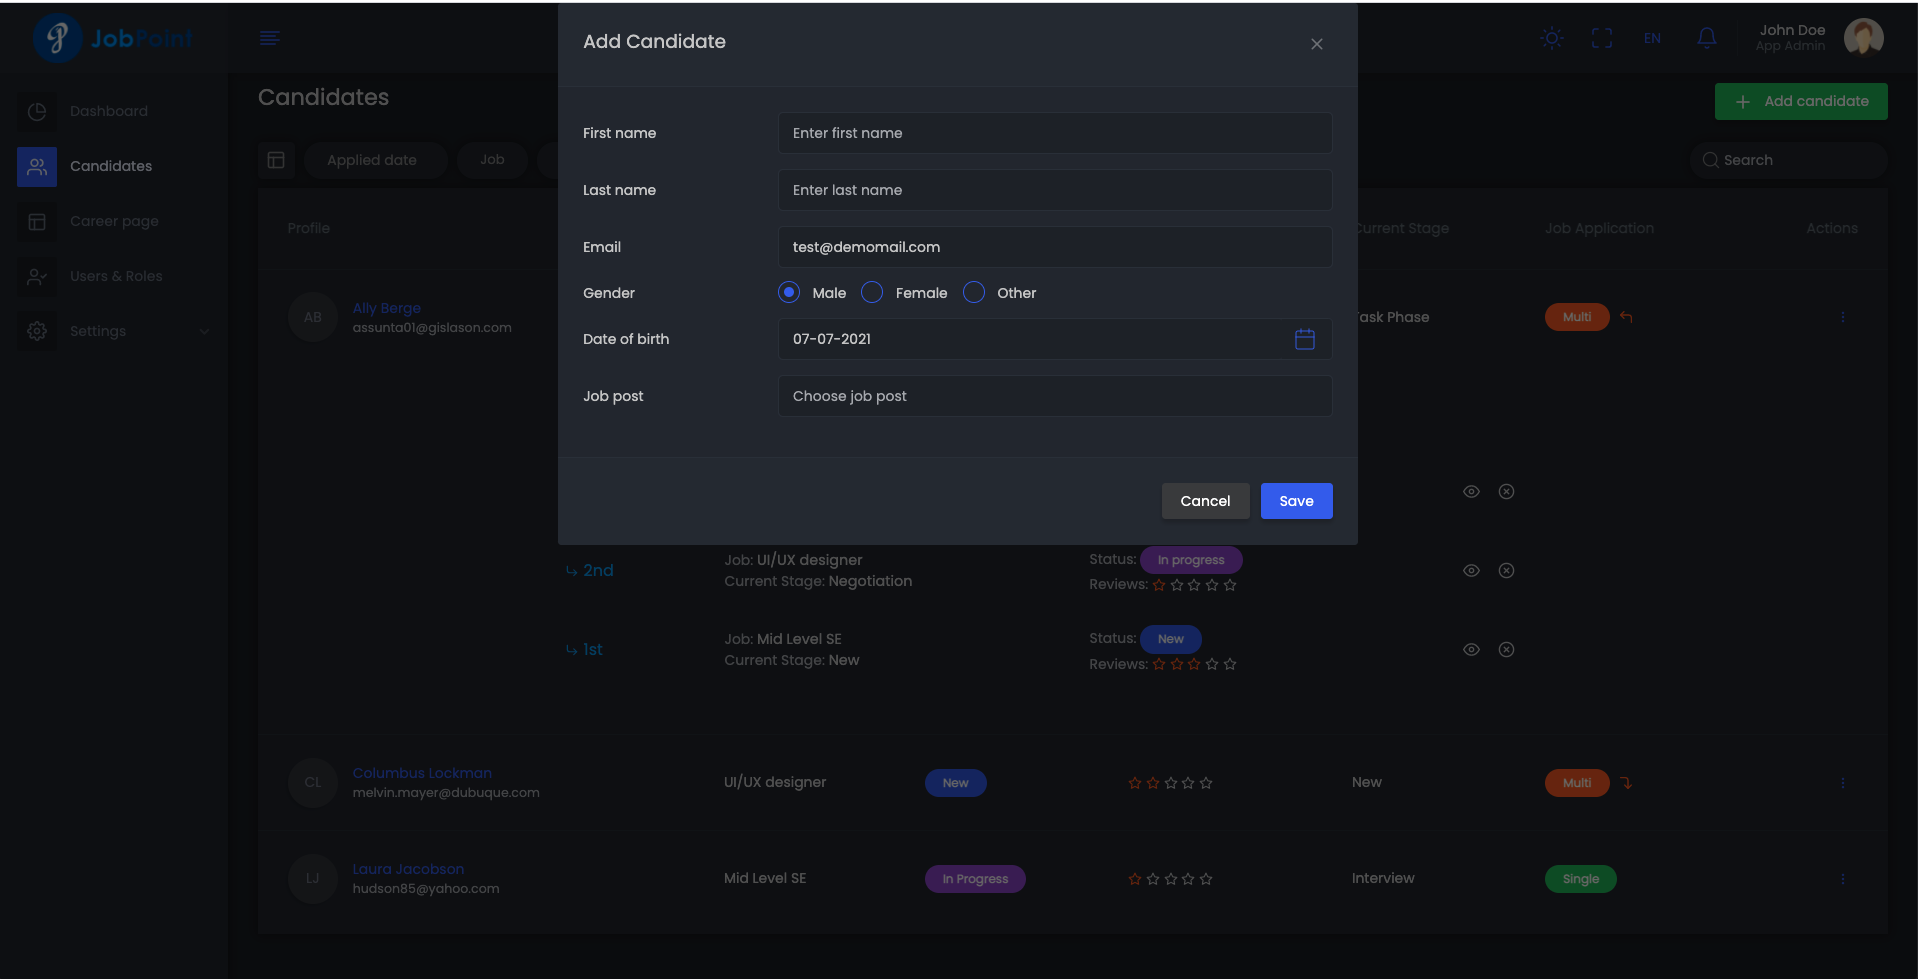 JobPoint
EN
John Doe
App Admin
Dashboard
Candidates
Career page
Users & Roles
Settings
Candidates
Add candidate
Applied date
Job
Search
Profile
Current Stage
Job Application
Actions
AB
Ally Berge
assunta01@gislason.com
Task Phase
Multi
2nd
Job: UI/UX designer
Current Stage: Negotiation
Status: In progress
Reviews:
1st
Job: Mid Level SE
Current Stage: New
Status: New
Reviews:
CL
Columbus Lockman
melvin.mayer@dubuque.com
UI/UX designer
New
New
Multi
LJ
Laura Jacobson
hudson85@yahoo.com
Mid Level SE
In Progress
Interview
Single
Add Candidate
First name
Enter first name
Last name
Enter last name
Email
test@demomail.com
Gender
Male Female Other
Date of birth
07-07-2021
Job post
Choose job post
Cancel
Save